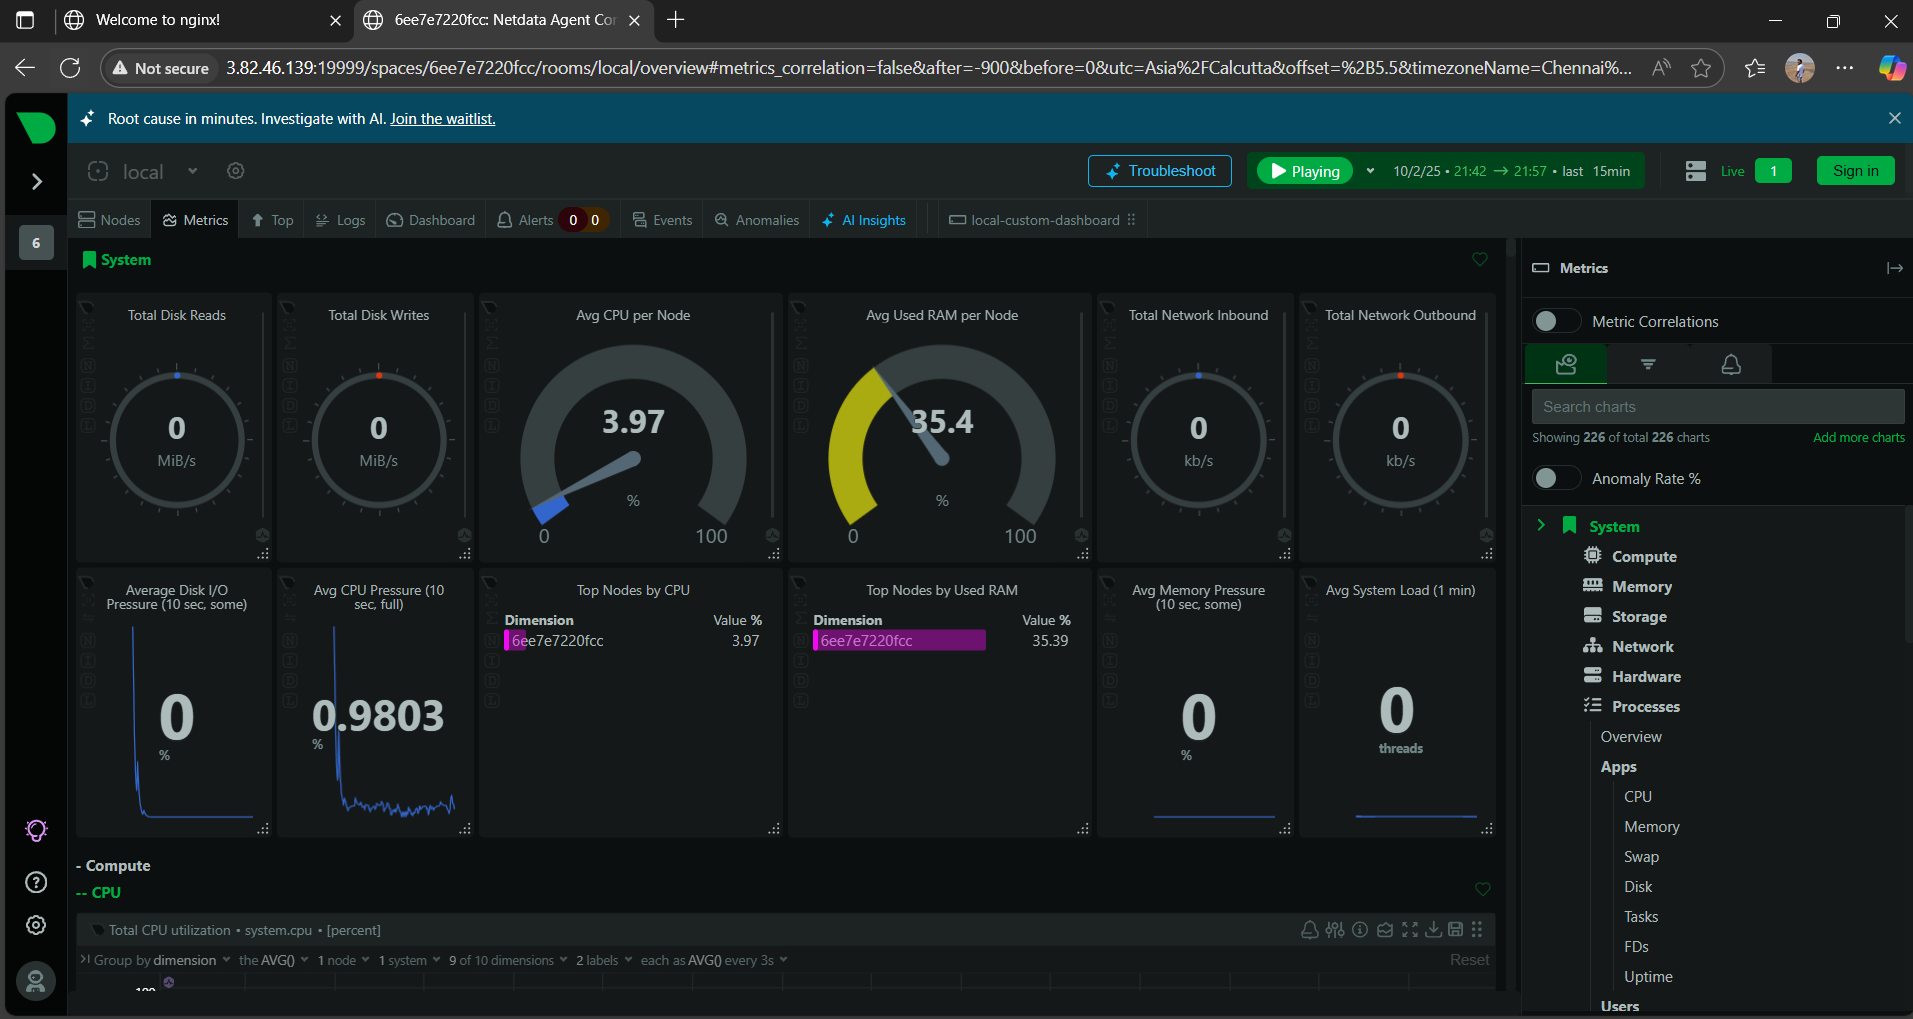 Welcome to nginx!
6ee7e7220fcc: Netdata Agent Cor
Not secure
3.82.46.139:19999/spaces/6ee7e7220fcc/rooms/local/overview#metrics_correlation=false&after=-900&before=0&utc=Asia%2FCalcutta&offset=%2B5.5&timezoneName=Chennai%...
Root cause in minutes. Investigate with AI. Join the waitlist.
local
Troubleshoot
Playing
10/2/25 • 21:42 → 21:57 • last 15min
Live
1
Sign in
6
Nodes
Metrics
Top
Logs
Dashboard
Alerts 0 0
Events
Anomalies
AI Insights
local-custom-dashboard
System
Total Disk Reads
0
MiB/s
Total Disk Writes
0
MiB/s
Avg CPU per Node
3.97
%
0 100
Avg Used RAM per Node
35.4
%
0 100
Total Network Inbound
0
kb/s
Total Network Outbound
0
kb/s
Average Disk I/O
Pressure (10 sec, some)
0
%
Avg CPU Pressure (10
sec, full)
0.9803
%
Top Nodes by CPU
Dimension Value %
6ee7e7220fcc 3.97
Top Nodes by Used RAM
Dimension Value %
6ee7e7220fcc 35.39
Avg Memory Pressure
(10 sec, some)
0
%
Avg System Load (1 min)
0
threads
- Compute
-- CPU
Total CPU utilization • system.cpu • [percent]
Group by dimension the AVG() 1 node 1 system 9 of 10 dimensions 2 labels each as AVG() every 3s
Reset
100
Metrics
Metric Correlations
Search charts
Showing 226 of total 226 charts
Add more charts
Anomaly Rate %
System
Compute
Memory
Storage
Network
Hardware
Processes
Overview
Apps
CPU
Memory
Swap
Disk
Tasks
FDs
Uptime
Users